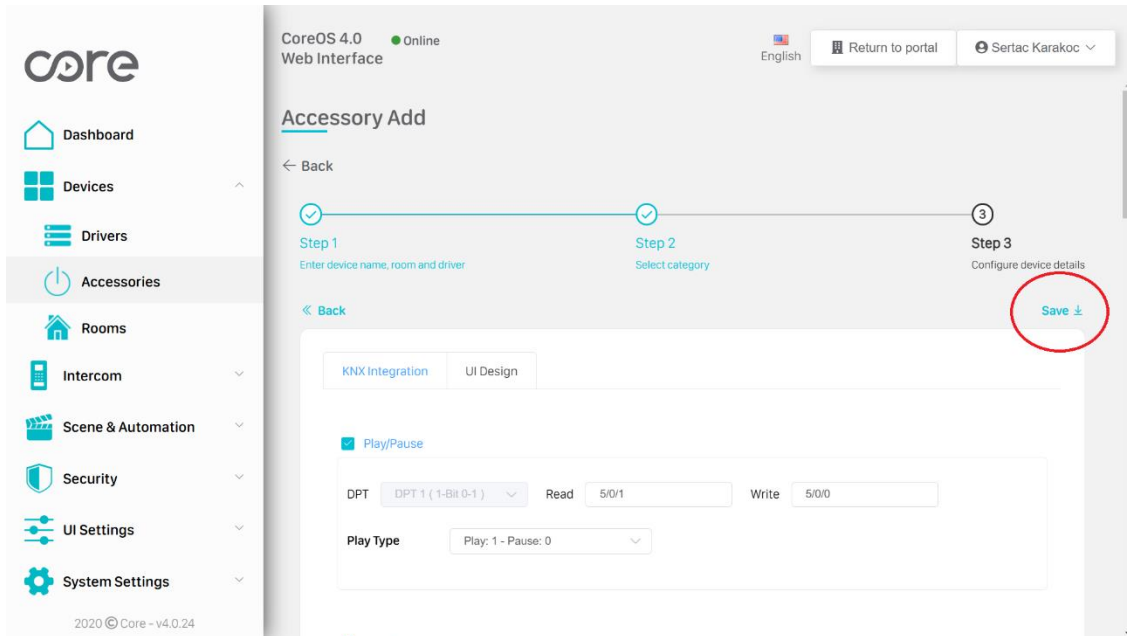 core
Dashboard
Devices
Drivers
Accessories
Rooms
Intercom
Scene & Automation
Security
UI Settings
System Settings
2020 © Core - v4.0.24
CoreOS 4.0 Online
Web Interface
English
Return to portal
Sertac Karakoc
Accessory Add
← Back
3
Step 1 Step 2 Step 3
Enter device name, room and driver Select category Configure device details
« Back Save
KNX Integration UI Design
Play/Pause
DPT DPT 1 ( 1-Bit 0-1 ) Read 5/0/1 Write 5/0/0
Play Type Play: 1 - Pause: 0